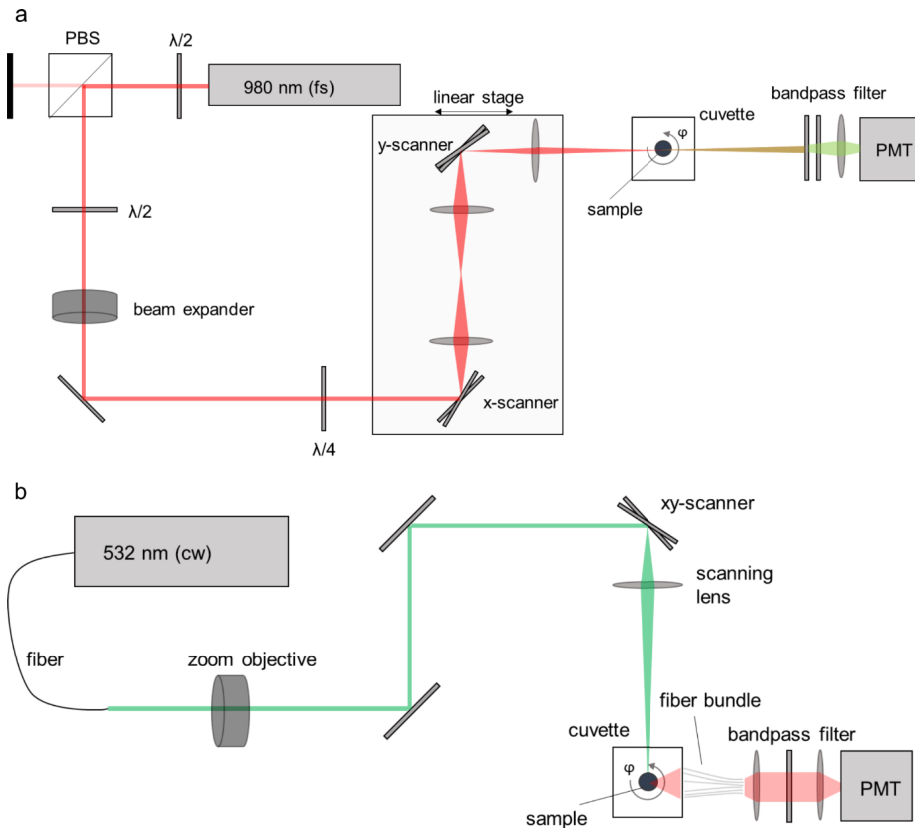 a
PBS
λ/2
980 nm (fs)
linear stage
y-scanner
cuvette
bandpass filter
φ
PMT
sample
λ/2
beam expander
x-scanner
λ/4
b
xy-scanner
532 nm (cw)
scanning
lens
fiber
zoom objective
fiber bundle
cuvette
bandpass filter
φ
PMT
sample